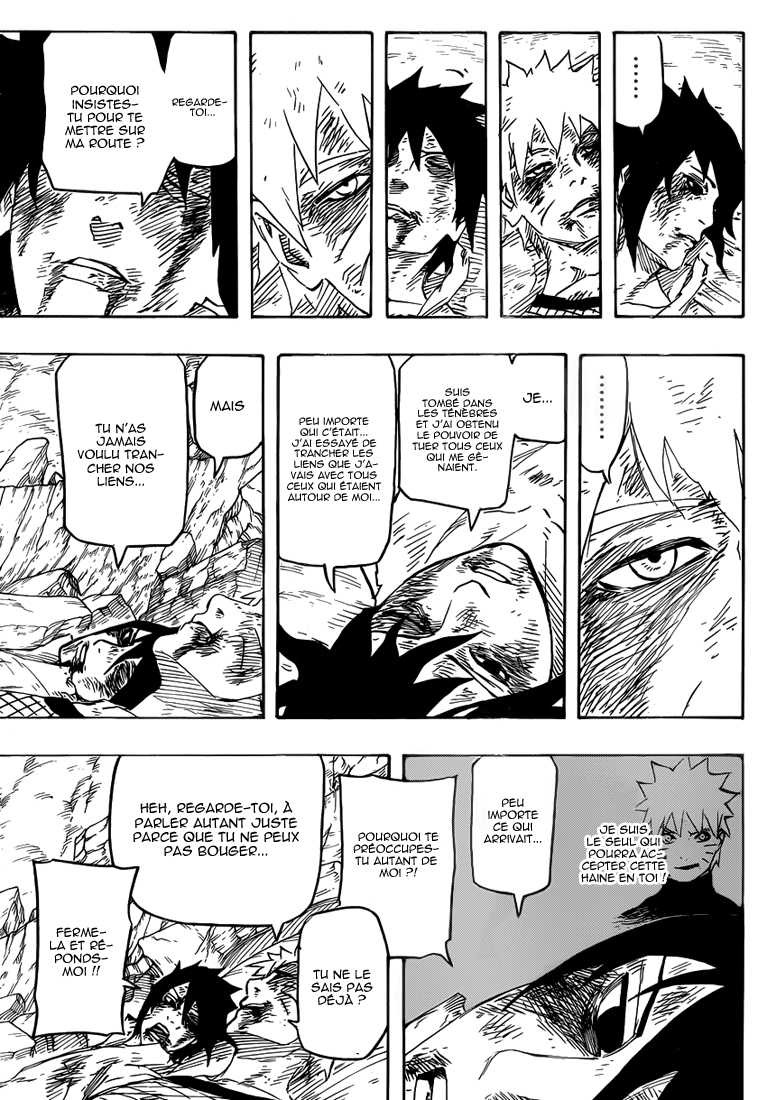 ......
REGARDE-
TOI...
POURQUOI
INSISTES-
TU POUR TE
METTRE SUR
MA ROUTE ?
......
JE...
SUIS
TOMBÉ DANS
LES TÉNÈBRES
ET J'AI OBTENU
LE POUVOIR DE
TUER TOUS CEUX
QUI ME GÊ-
NAIENT.
PEU IMPORTE
QUI C'ÉTAIT...
J'AI ESSAYÉ DE
TRANCHER LES
LIENS QUE J'A-
VAIS AVEC TOUS
CEUX QUI ÉTAIENT
AUTOUR DE MOI...
MAIS
TU N'AS
JAMAIS
VOULU TRAN-
CHER NOS
LIENS...
JE SUIS
LE SEUL QUI
POURRA AC-
CEPTER CETTE
HAINE EN TOI !
PEU
IMPORTE
CE QUI
ARRIVAIT...
POURQUOI TE
PRÉOCCUPES-
TU AUTANT DE
MOI ?!
HEH, REGARDE-TOI, À
PARLER AUTANT JUSTE
PARCE QUE TU NE PEUX
PAS BOUGER...
TU NE LE
SAIS PAS
DÉJÀ ?
FERME-
LA ET RÉ-
PONDS-
MOI !!